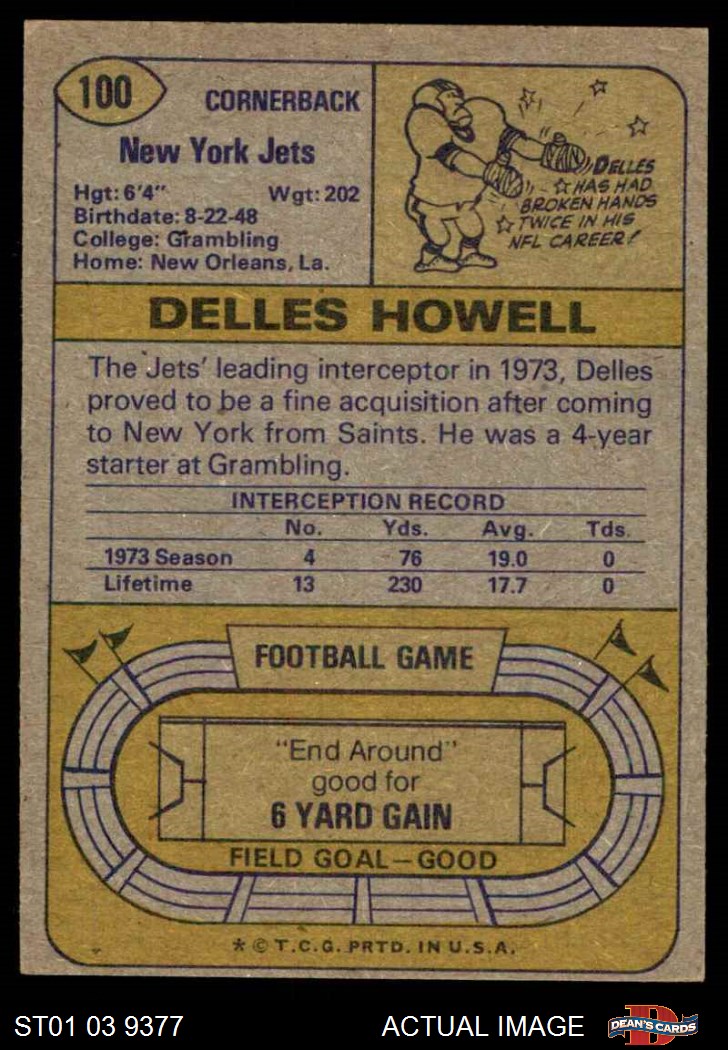 100
CORNERBACK
New York Jets
Hgt: 6'4" Wgt: 202
Birthdate: 8-22-48
College: Grambling
Home: New Orleans, La.
DELLES
HAS HAD
BROKEN HANDS
TWICE IN HIS
NFL CAREER!
DELLES HOWELL
The Jets' leading interceptor in 1973, Delles
proved to be a fine acquisition after coming
to New York from Saints. He was a 4-year
starter at Grambling.
INTERCEPTION RECORD
No. Yds. Avg. Tds.
1973 Season 4 76 19.0 0
Lifetime 13 230 17.7 0
FOOTBALL GAME
"End Around"
good for
6 YARD GAIN
FIELD GOAL—GOOD
* © T.C.G. PRTD. IN U.S.A.
ST01 03 9377 ACTUAL IMAGE
D
DEAN'S CARDS